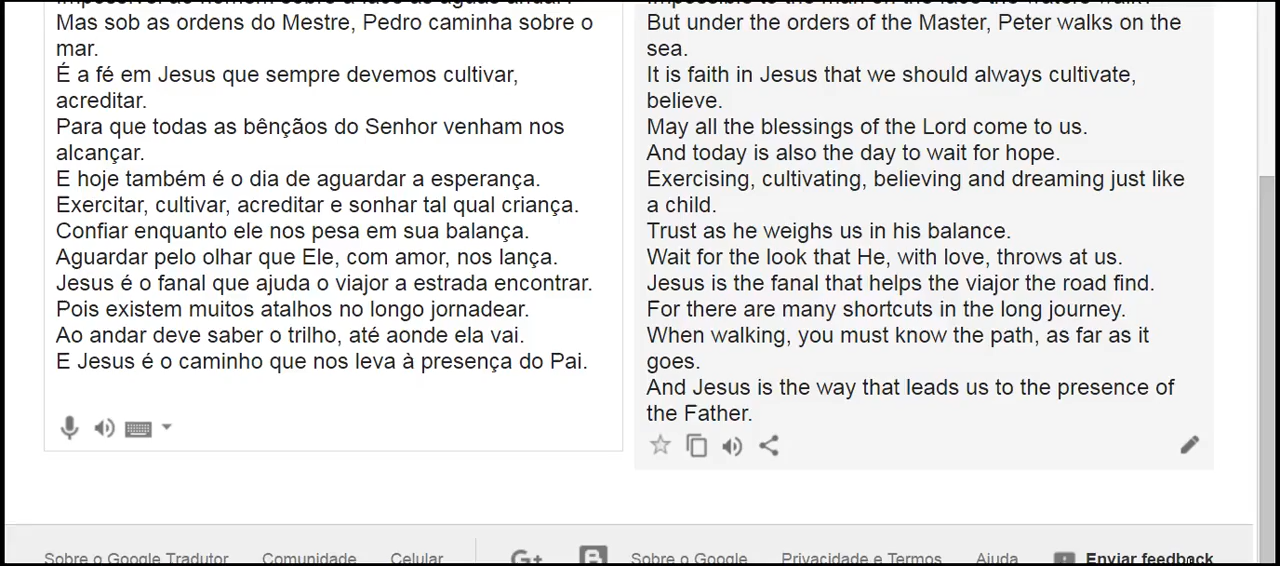 Mas sob as ordens do Mestre, Pedro caminha sobre o
mar.
É a fé em Jesus que sempre devemos cultivar,
acreditar.
Para que todas as bênçãos do Senhor venham nos
alcançar.
E hoje também é o dia de aguardar a esperança.
Exercitar, cultivar, acreditar e sonhar tal qual criança.
Confiar enquanto ele nos pesa em sua balança.
Aguardar pelo olhar que Ele, com amor, nos lança.
Jesus é o fanal que ajuda o viajor a estrada encontrar.
Pois existem muitos atalhos no longo jornadear.
Ao andar deve saber o trilho, até aonde ela vai.
E Jesus é o caminho que nos leva à presença do Pai.
But under the orders of the Master, Peter walks on the
sea.
It is faith in Jesus that we should always cultivate,
believe.
May all the blessings of the Lord come to us.
And today is also the day to wait for hope.
Exercising, cultivating, believing and dreaming just like
a child.
Trust as he weighs us in his balance.
Wait for the look that He, with love, throws at us.
Jesus is the fanal that helps the viajor the road find.
For there are many shortcuts in the long journey.
When walking, you must know the path, as far as it
goes.
And Jesus is the way that leads us to the presence of
the Father.
Sobre o Google Tradutor Comunidade Celular G+ Sobre o Google Privacidade e Termos Ajuda Enviar feedback